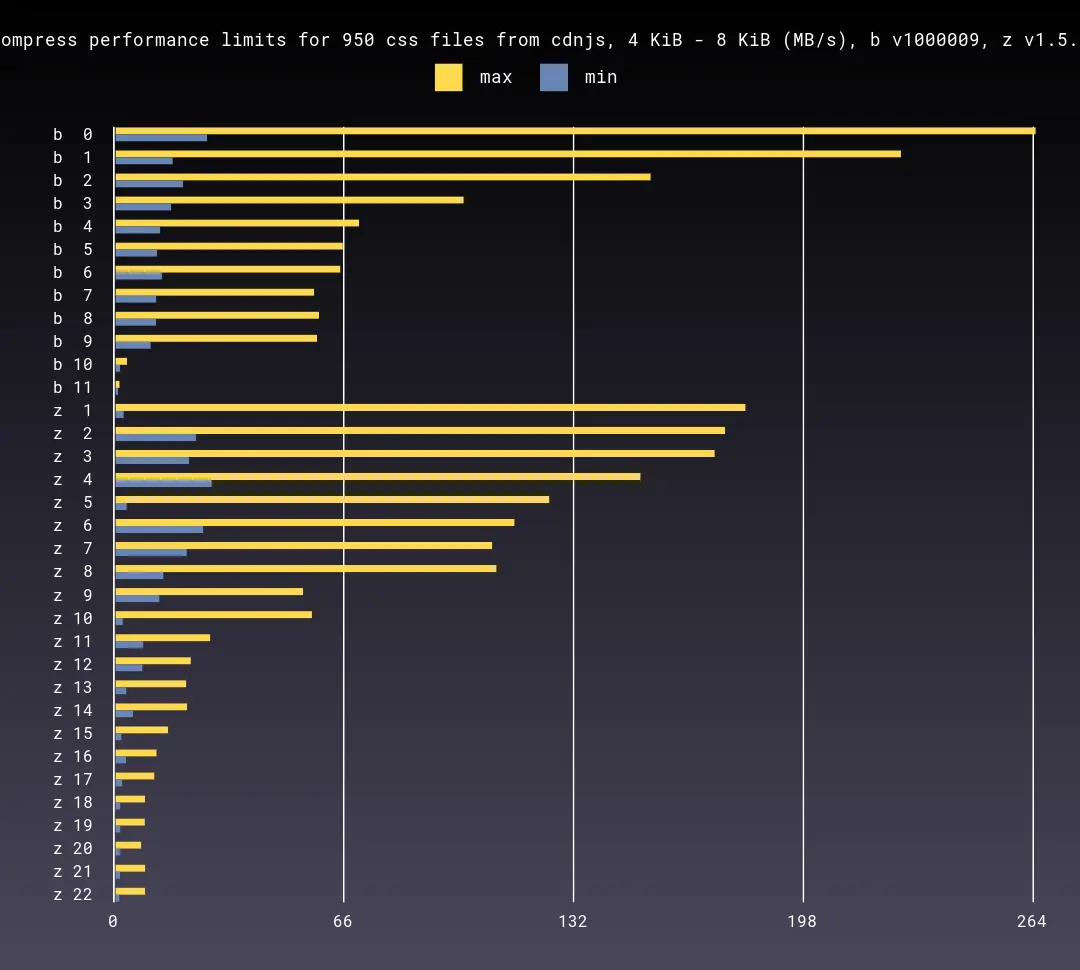 ompress performance limits for 950 css files from cdnjs, 4 KiB - 8 KiB (MB/s), b v1000009, z v1.5.
max min
b 0
b 1
b 2
b 3
b 4
b 5
b 6
b 7
b 8
b 9
b 10
b 11
z 1
z 2
z 3
z 4
z 5
z 6
z 7
z 8
z 9
z 10
z 11
z 12
z 13
z 14
z 15
z 16
z 17
z 18
z 19
z 20
z 21
z 22
0 66 132 198 264